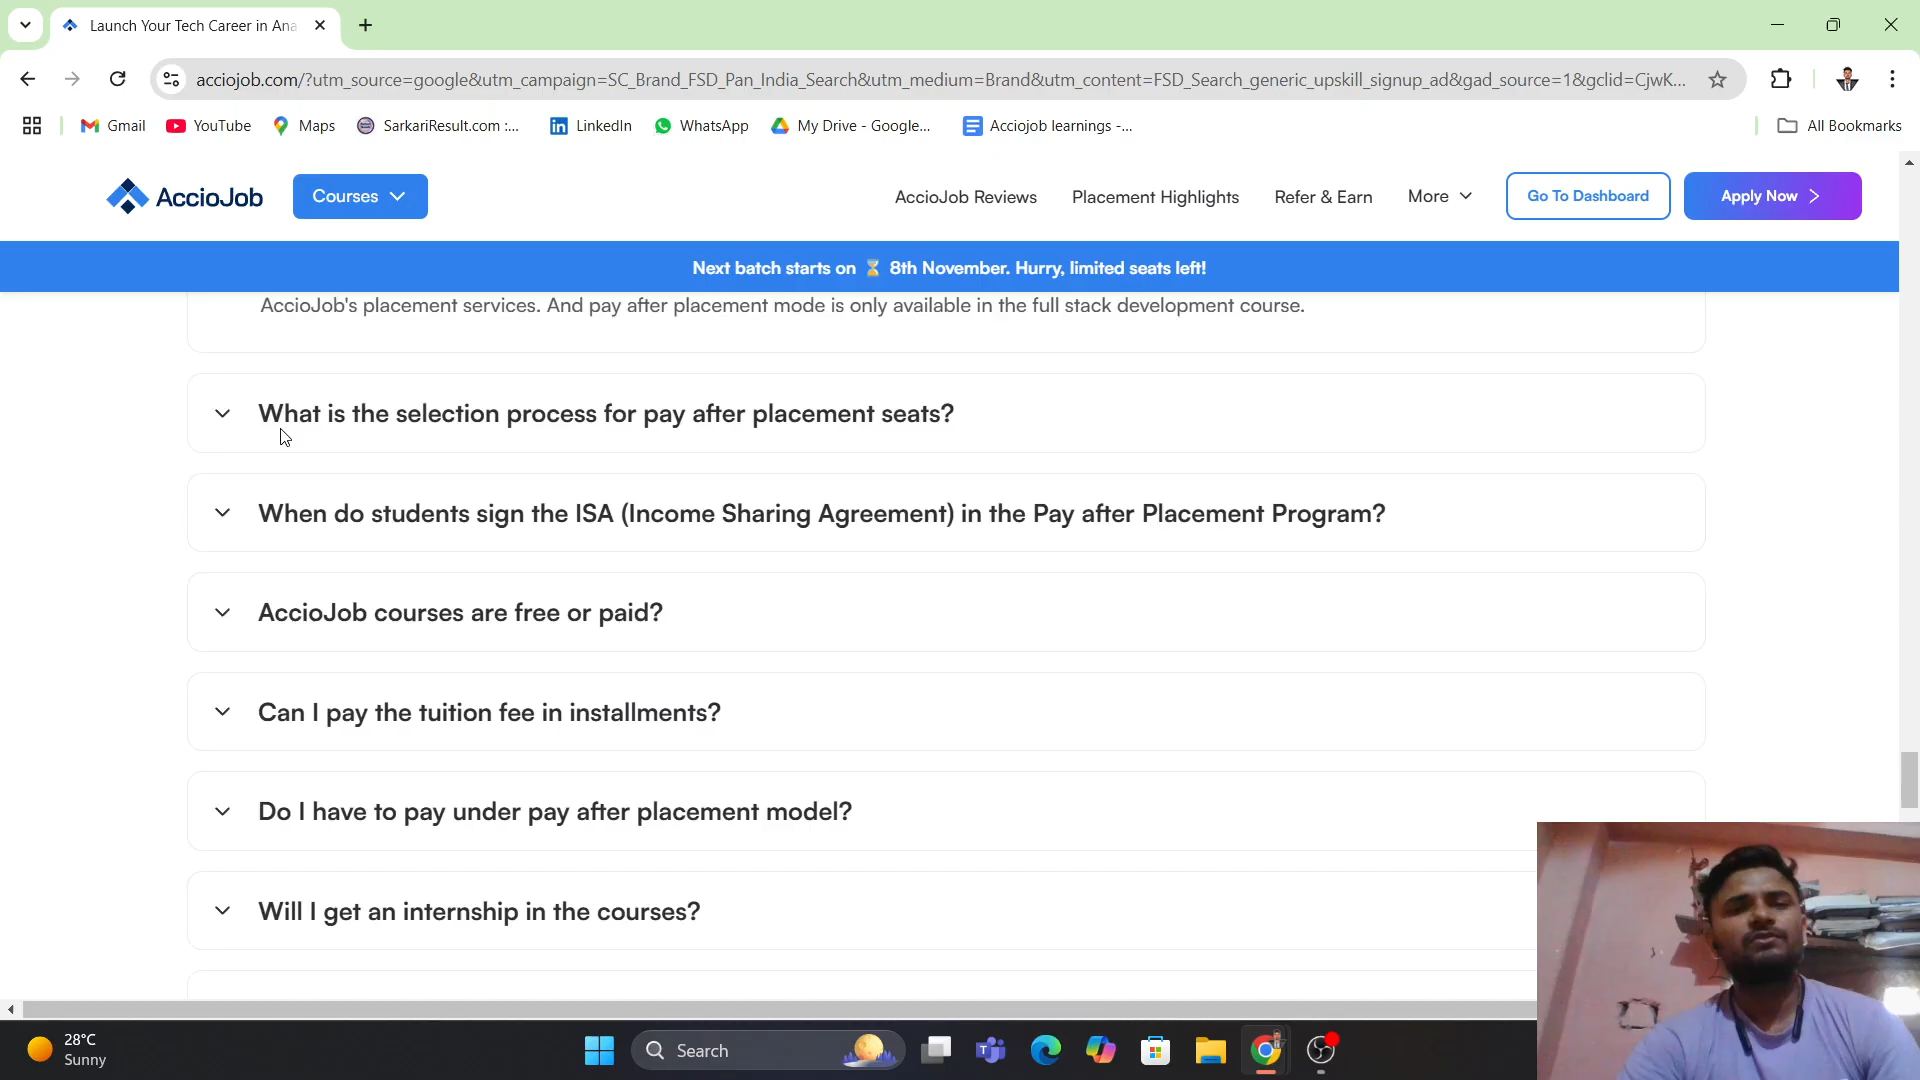 Launch Your Tech Career in Ana
acciojob.com/?utm_source=google&utm_campaign=SC_Brand_FSD_Pan_India_Search&utm_medium=Brand&utm_content=FSD_Search_generic_upskill_signup_ad&gad_source=1&gclid=CjwK...
Gmail YouTube Maps SarkariResult.com :... LinkedIn WhatsApp My Drive - Google... Acciojob learnings -... All Bookmarks
AccioJob Courses AccioJob Reviews Placement Highlights Refer & Earn More Go To Dashboard Apply Now
Next batch starts on ⏳ 8th November. Hurry, limited seats left!
AccioJob's placement services. And pay after placement mode is only available in the full stack development course.
What is the selection process for pay after placement seats?
When do students sign the ISA (Income Sharing Agreement) in the Pay after Placement Program?
AccioJob courses are free or paid?
Can I pay the tuition fee in installments?
Do I have to pay under pay after placement model?
Will I get an internship in the courses?
28°C
Sunny
Search